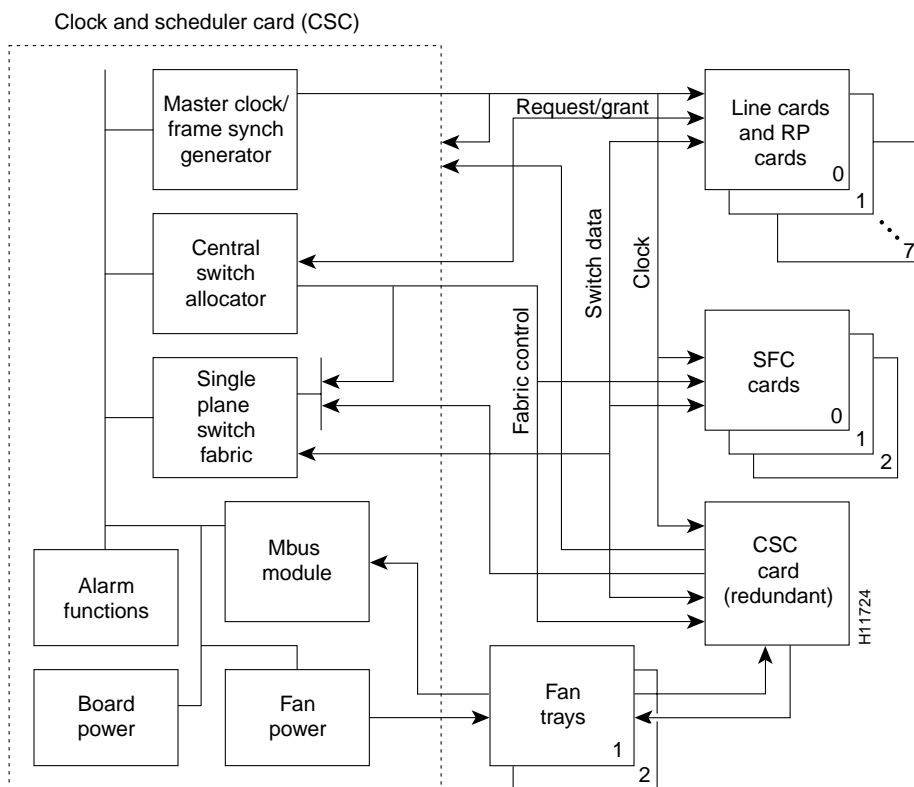 Clock and scheduler card (CSC)
Master clock/
frame synch
generator
Request/grant
Line cards
and RP
cards
0
1
7
Central
switch
allocator
Switch data
Clock
Fabric control
Single
plane
switch
fabric
SFC
cards
0
1
2
Mbus
module
Alarm
functions
CSC
card
(redundant)
H11724
Board
power
Fan
power
Fan
trays
1
2